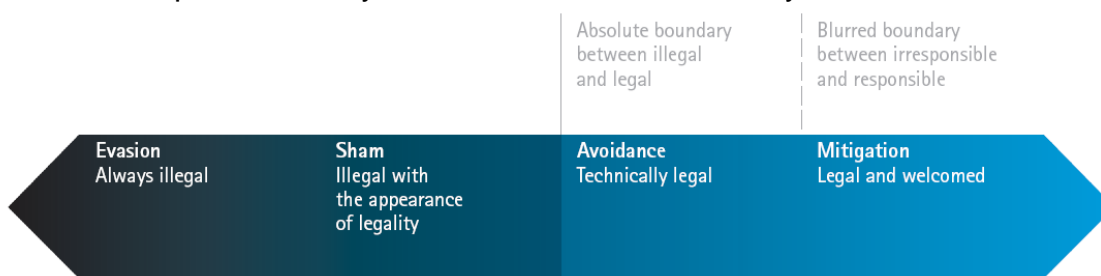 Absolute boundary
between illegal
and legal
Blurred boundary
between irresponsible
and responsible
Evasion
Always illegal
Sham
Illegal with
the appearance
of legality
Avoidance
Technically legal
Mitigation
Legal and welcomed